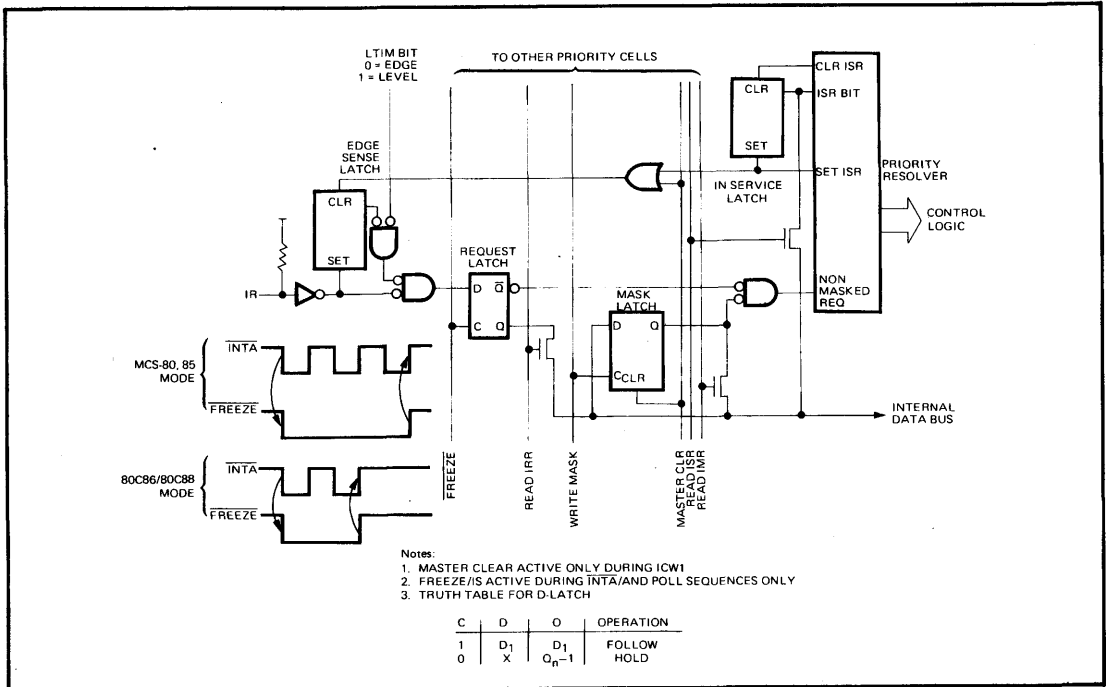 LTIM BIT
0 = EDGE
1 = LEVEL
TO OTHER PRIORITY CELLS
CLR ISR
CLR
ISR BIT
SET
EDGE
SENSE
LATCH
PRIORITY
RESOLVER
SET ISR
IN SERVICE
LATCH
CLR
CONTROL
LOGIC
SET
REQUEST
LATCH
NON
MASKED
REQ
IR
D
Q
MASK
LATCH
C
Q
D
Q
INTA
MCS-80, 85
MODE
C
CLR
FREEZE
INTERNAL
DATA BUS
INTA
80C86/80C88
MODE
FREEZE
FREEZE
READ IRR
WRITE MASK
MASTER CLR
READ ISR
READ IMR
Notes:
1. MASTER CLEAR ACTIVE ONLY DURING ICW1
2. FREEZE/IS ACTIVE DURING INTA/AND POLL SEQUENCES ONLY
3. TRUTH TABLE FOR D-LATCH
C D O OPERATION
1 D1 D1 FOLLOW
0 X Qn-1 HOLD